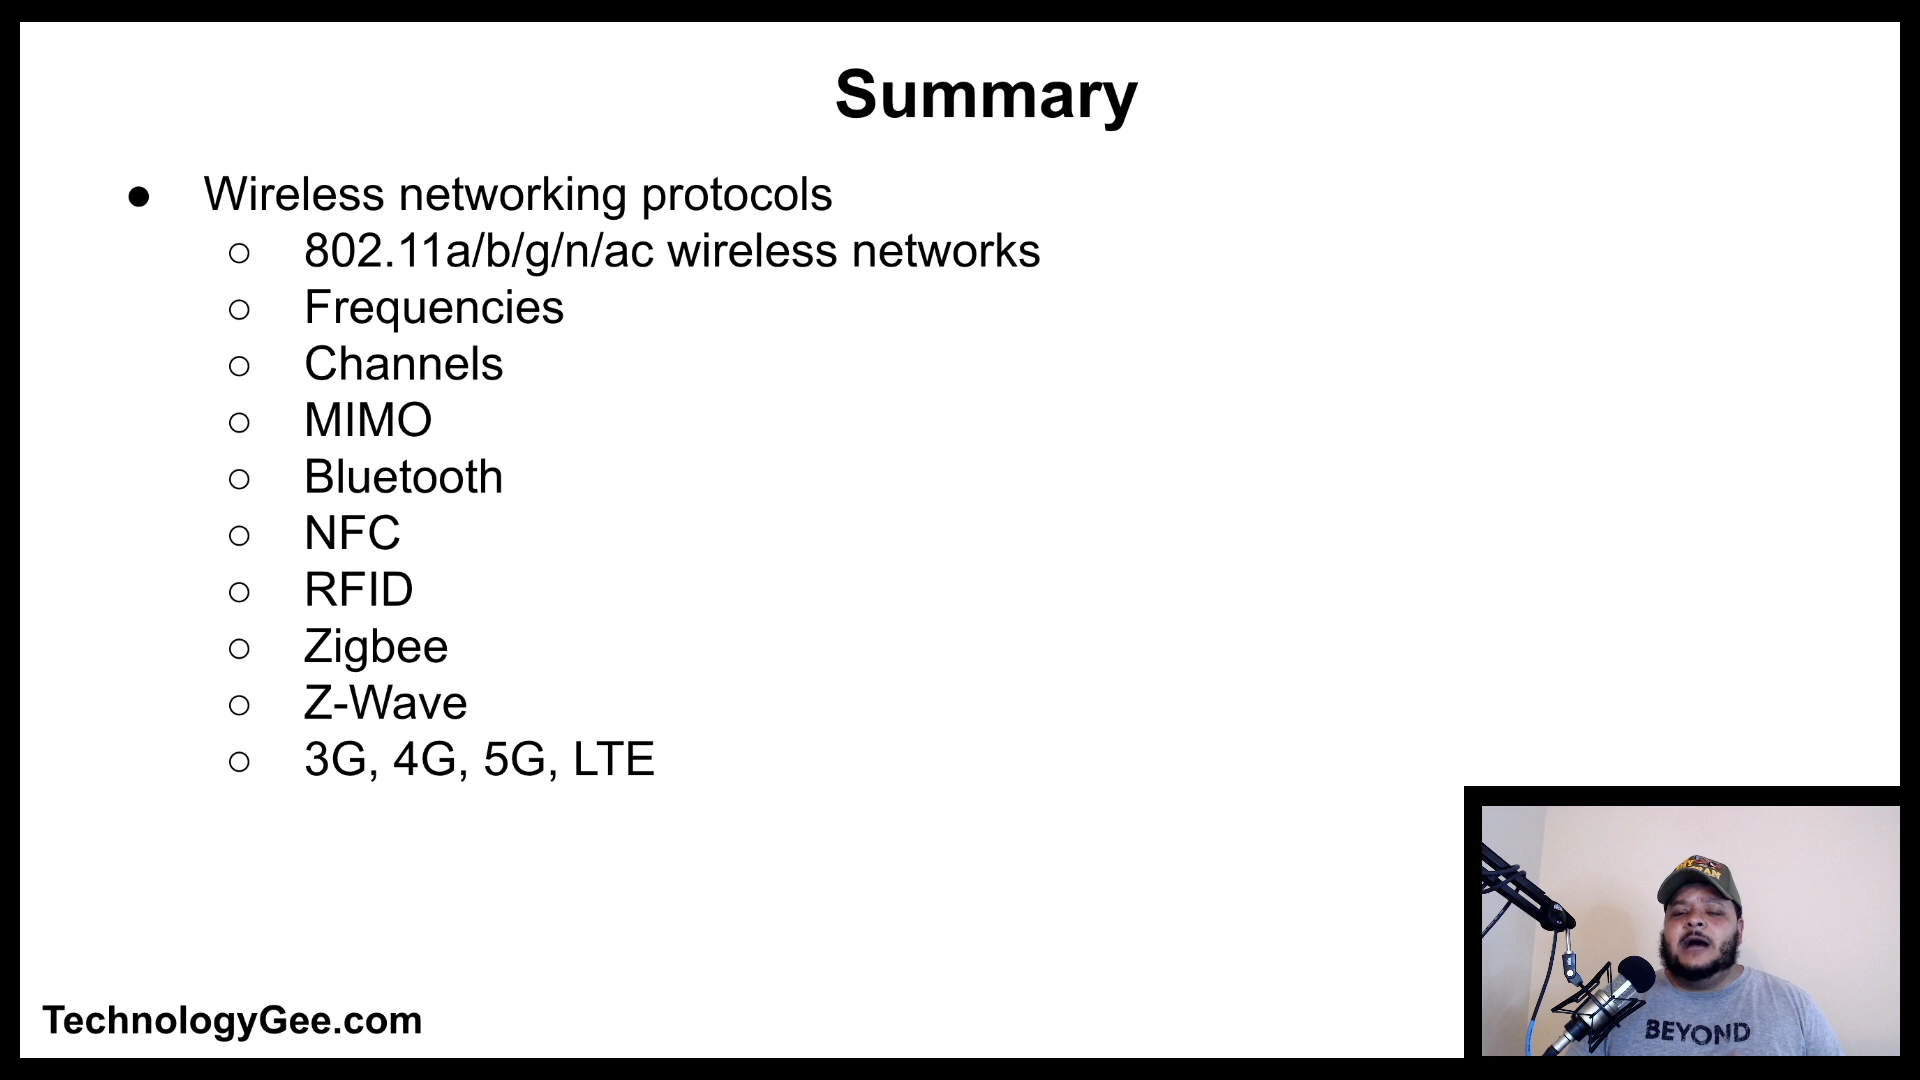 Summary
Wireless networking protocols
802.11a/b/g/n/ac wireless networks
Frequencies
Channels
MIMO
Bluetooth
NFC
RFID
Zigbee
Z-Wave
3G, 4G, 5G, LTE
TechnologyGee.com
BEYOND